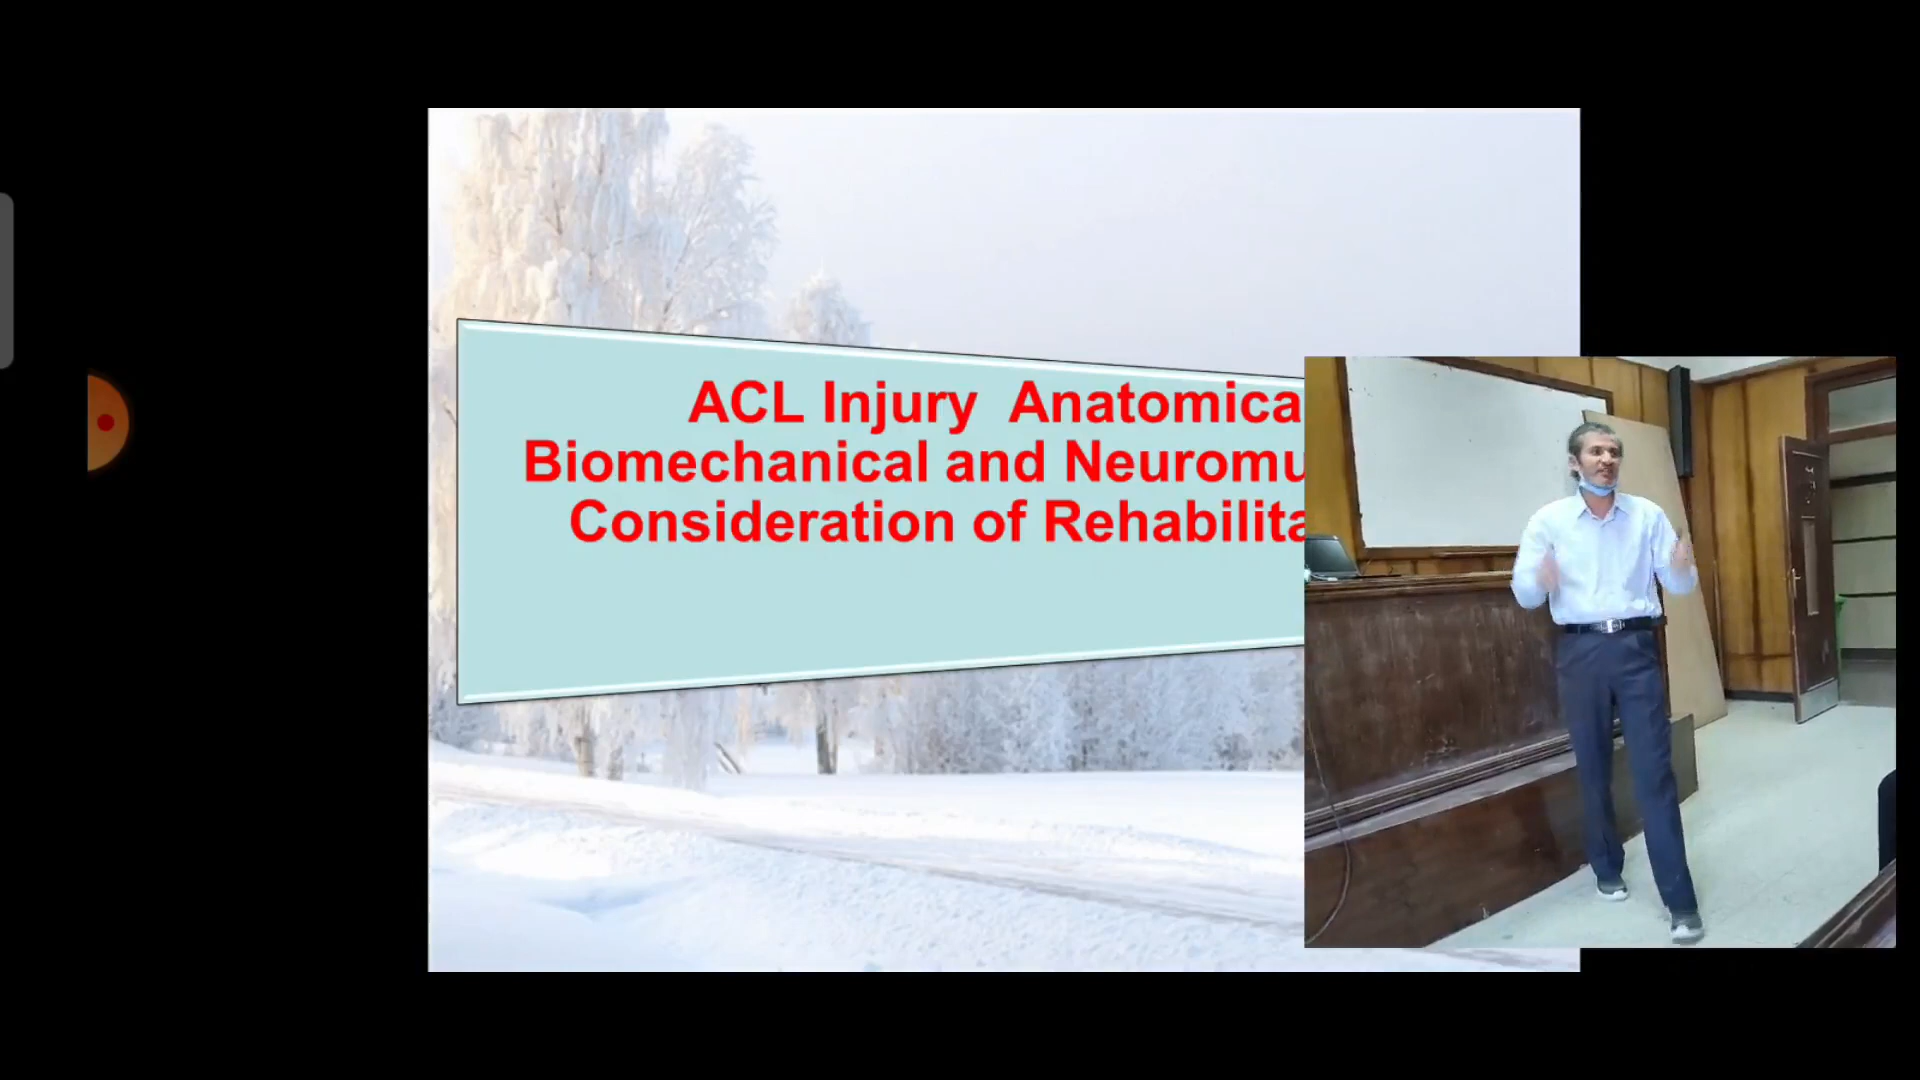 ACL Injury Anatomica
Biomechanical and Neuromu
Consideration of Rehabilita